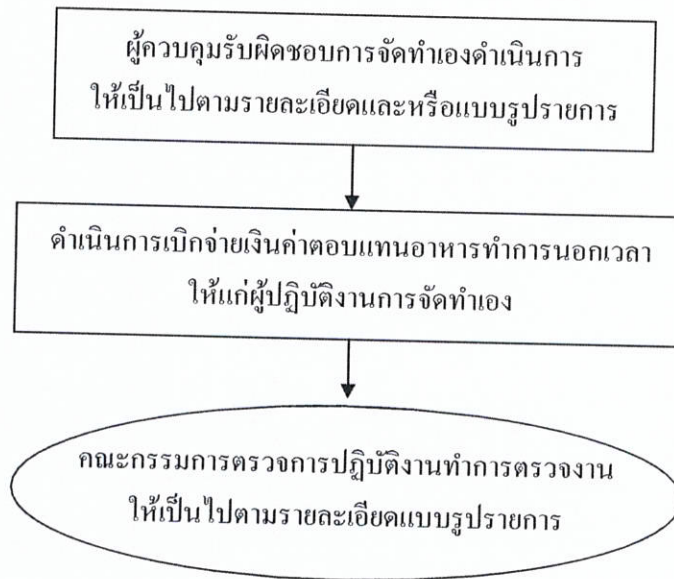 ผู้ควบคุมรับผิดชอบการจัดทำเองดำเนินการ
ให้เป็นไปตามรายละเอียดและหรือแบบรูปรายการ
ดำเนินการเบิกจ่ายเงินค่าตอบแทนอาหารทำการนอกเวลา
ให้แก่ผู้ปฏิบัติงานการจัดทำเอง
คณะกรรมการตรวจการปฏิบัติงานทำการตรวจงาน
ให้เป็นไปตามรายละเอียดแบบรูปรายการ